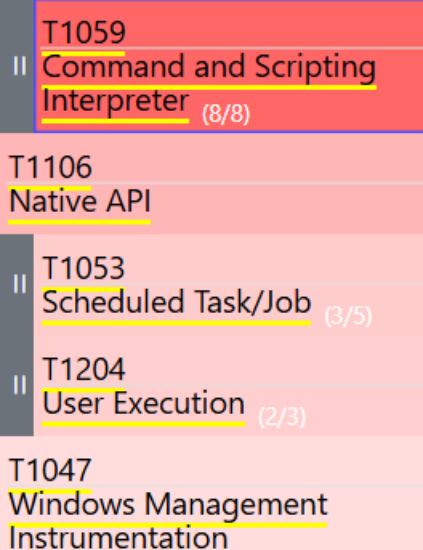 T1059
Command and Scripting
Interpreter (8/8)
T1106
Native API
T1053
Scheduled Task/Job (3/5)
T1204
User Execution (2/3)
T1047
Windows Management
Instrumentation